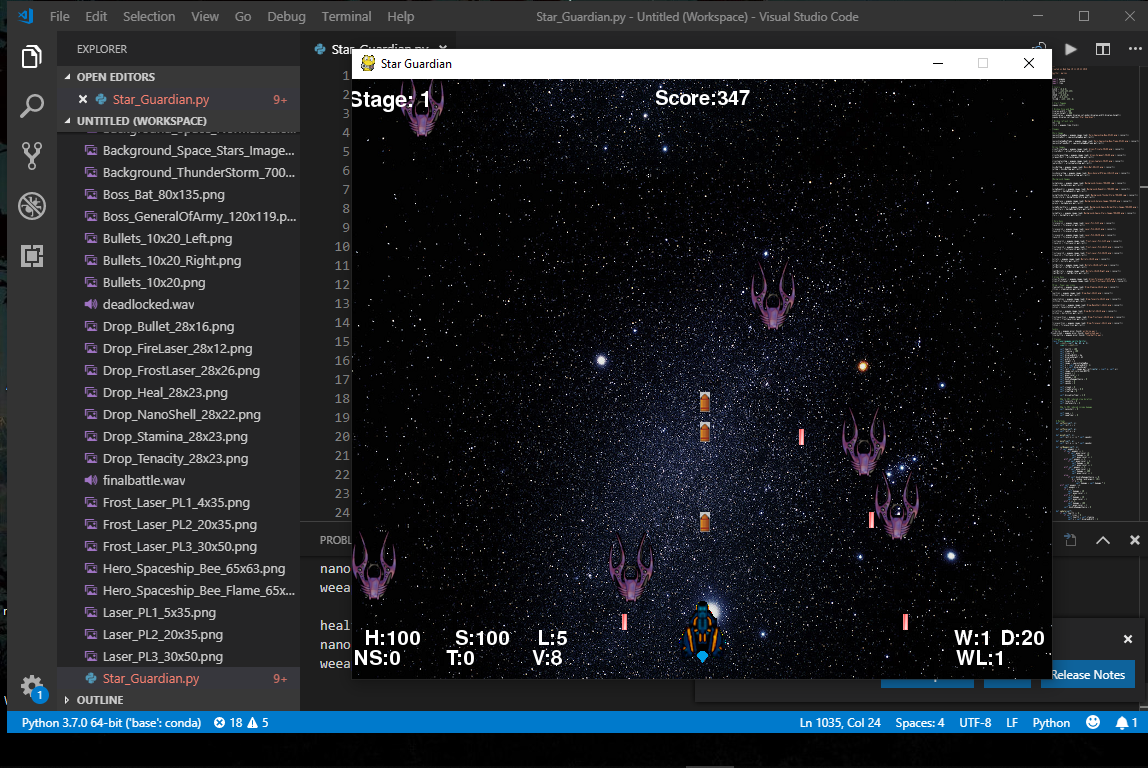 File Edit Selection View Go Debug Terminal Help
Star_Guardian.py - Untitled (Workspace) - Visual Studio Code
EXPLORER
OPEN EDITORS
Star_Guardian.py 9+
UNTITLED (WORKSPACE)
Background_Space_Stars_Image...
Background_ThunderStorm_700...
Boss_Bat_80x135.png
Boss_GeneralOfArmy_120x119.p...
Bullets_10x20_Left.png
Bullets_10x20_Right.png
Bullets_10x20.png
deadlocked.wav
Drop_Bullet_28x16.png
Drop_FireLaser_28x12.png
Drop_FrostLaser_28x26.png
Drop_Heal_28x23.png
Drop_NanoShell_28x22.png
Drop_Stamina_28x23.png
Drop_Tenacity_28x23.png
finalbattle.wav
Frost_Laser_PL1_4x35.png
Frost_Laser_PL2_20x35.png
Frost_Laser_PL3_30x50.png
Hero_Spaceship_Bee_65x63.png
Hero_Spaceship_Bee_Flame_65x...
Laser_PL1_5x35.png
Laser_PL2_20x35.png
Laser_PL3_30x50.png
Star_Guardian.py 9+
OUTLINE
1
2
3
4
5
6
7
8
9
10
11
12
13
14
15
16
17
18
19
20
21
22
23
24
PROBL
nano
weea
heal
nano
weea
Star Guardian
Stage: 1
Score:347
H:100 S:100 L:5
NS:0 T:0 V:8
W:1 D:20
WL:1
Release Notes
1
Python 3.7.0 64-bit ('base': conda) 18 5
Ln 1035, Col 24 Spaces: 4 UTF-8 LF Python 1